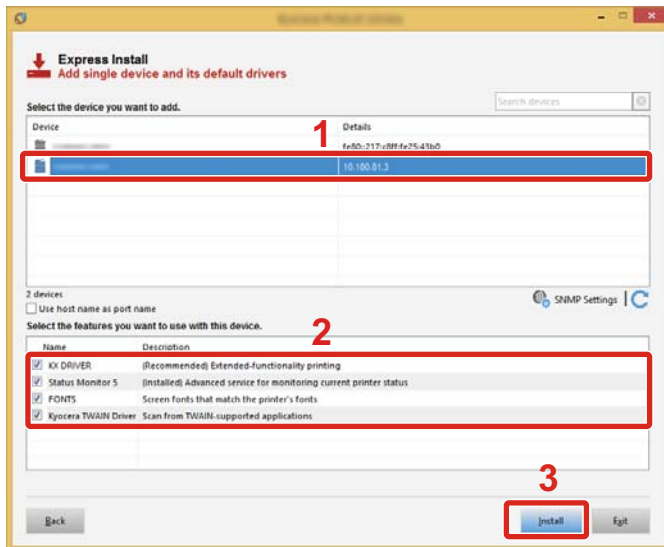 Express Install
Add single device and its default drivers
Select the device you want to add.
Search devices
Device Details
1
fe80::217:c8ff:fe25:43b0
10.180.81.3
2 devices
SNMP Settings
Use host name as port name
Select the features you want to use with this device.
2
Name Description
KX DRIVER (Recommended) Extended-functionality printing
Status Monitor 5 (Installed) Advanced service for monitoring current printer status
FONTS Screen fonts that match the printer's fonts
Kyocera TWAIN Driver Scan from TWAIN-supported applications
3
Back Install Exit